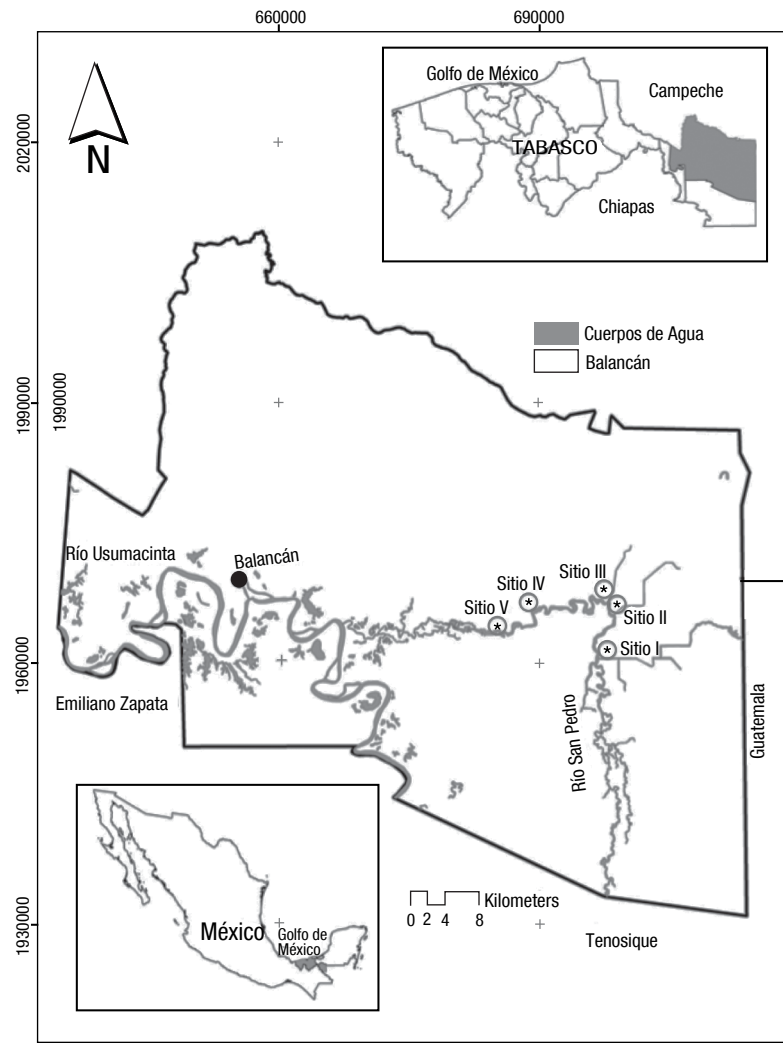 660000
690000
Golfo de México
Campeche
TABASCO
Chiapas
N
2020000
Cuerpos de Agua
Balancán
1990000
1990000
Río Usumacinta
Balancán
Sitio III
Sitio IV
Sitio II
Sitio V
Sitio I
1960000
Emiliano Zapata
Río San Pedro
Guatemala
México
Golfo de
México
Kilometers
0 2 4 8
1930000
Tenosique